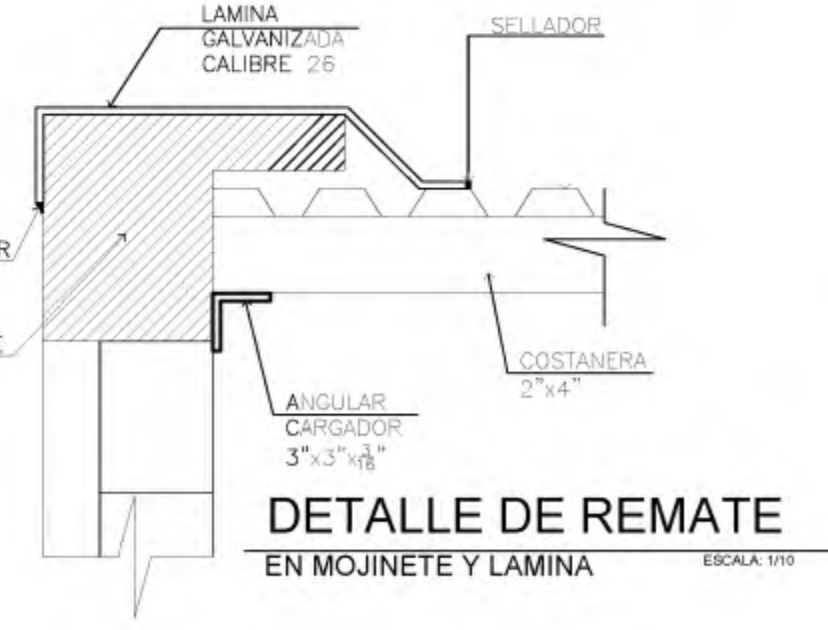 LAMINA
GALVANIZADA
CALIBRE 26
SELLADOR
R
COSTANERA
2"x4"
ANGULAR
CARGADOR
3"x3"x3/16"
DETALLE DE REMATE
EN MOJINETE Y LAMINA
ESCALA: 1/10